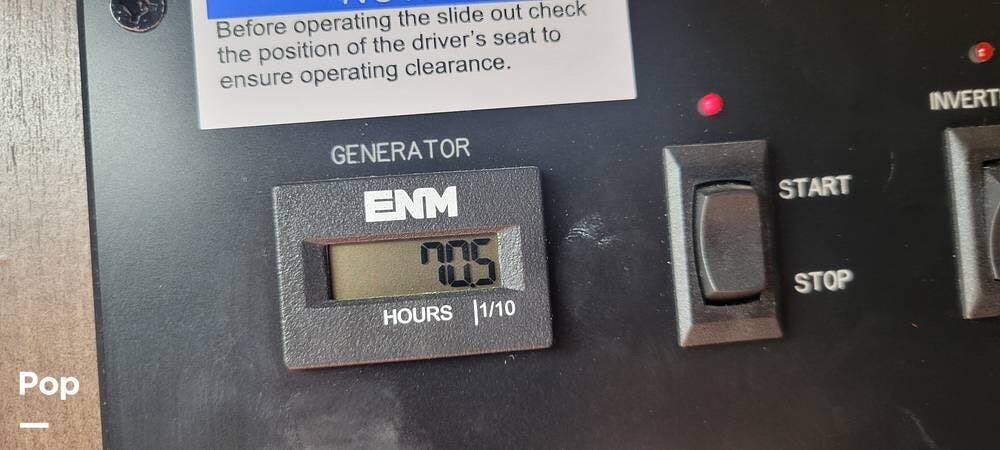 Before operating the slide out check
the position of the driver's seat to
ensure operating clearance.
GENERATOR
ENM
70.5
HOURS |1/10
START
STOP
Pop